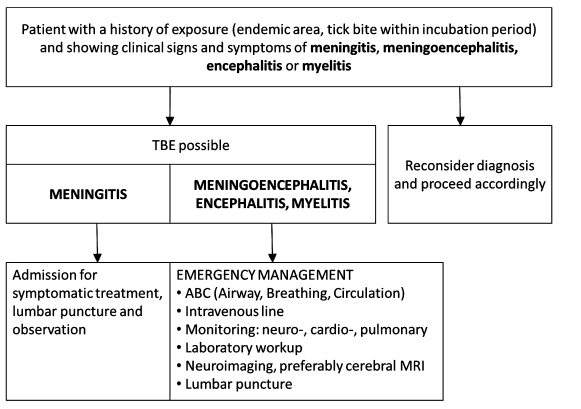 Patient with a history of exposure (endemic area, tick bite within incubation period)
and showing clinical signs and symptoms of meningitis, meningoencephalitis,
encephalitis or myelitis
TBE possible
MENINGITIS
MENINGOENCEPHALITIS,
ENCEPHALITIS, MYELITIS
Reconsider diagnosis
and proceed accordingly
Admission for
symptomatic treatment,
lumbar puncture and
observation
EMERGENCY MANAGEMENT
• ABC (Airway, Breathing, Circulation)
• Intravenous line
• Monitoring: neuro-, cardio-, pulmonary
• Laboratory workup
• Neuroimaging, preferably cerebral MRI
• Lumbar puncture